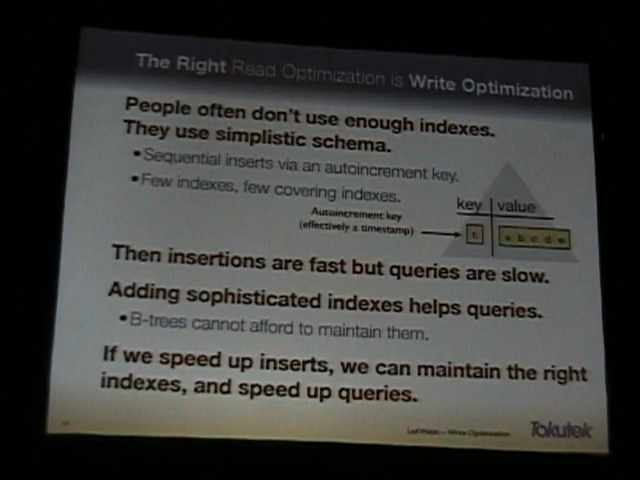 The Right Read Optimization is Write Optimization
People often don't use enough indexes.
They use simplistic schema.
• Sequential inserts via an autoincrement key.
• Few indexes, few covering indexes.
Autoincrement key
(effectively a timestamp)
key value
t a b c d e
Then insertions are fast but queries are slow.
Adding sophisticated indexes helps queries.
• B-trees cannot afford to maintain them.
If we speed up inserts, we can maintain the right
indexes, and speed up queries.
Write Optimization
Tokutek